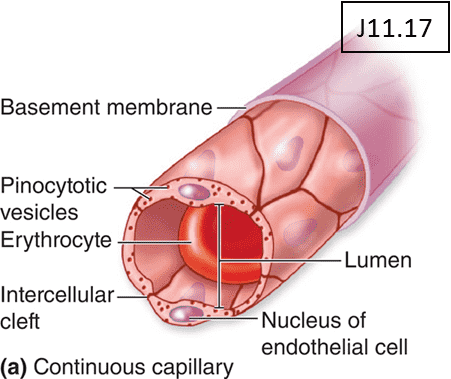 J11.17
Basement membrane
Pinocytotic
vesicles
Erythrocyte
Lumen
Intercellular
cleft
Nucleus of
endothelial cell
(a) Continuous capillary